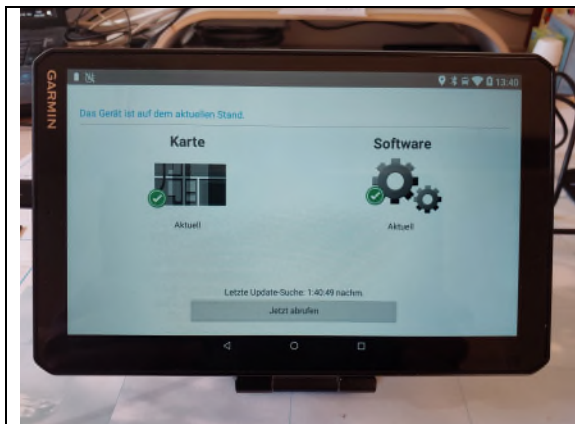 GARMIN
13:40
Das Gerät ist auf dem aktuellen Stand.
Karte
Software
Aktuell
Aktuell
Letzte Update-Suche: 1:40:49 nachm.
Jetzt abrufen